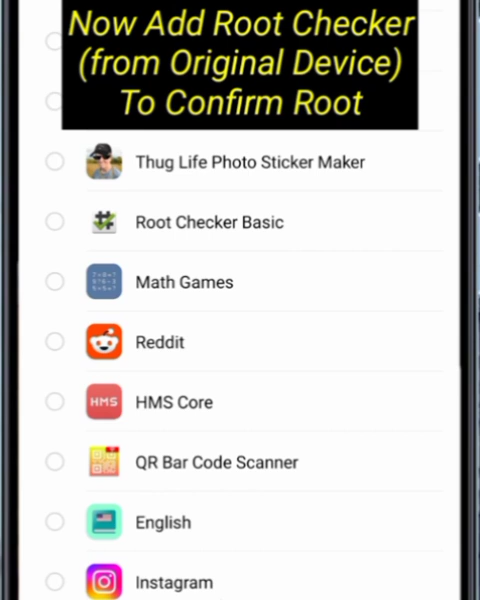 Now Add Root Checker
(from Original Device)
To Confirm Root
Thug Life Photo Sticker Maker
Root Checker Basic
Math Games
Reddit
HMS
HMS Core
QR Bar Code Scanner
English
Instagram